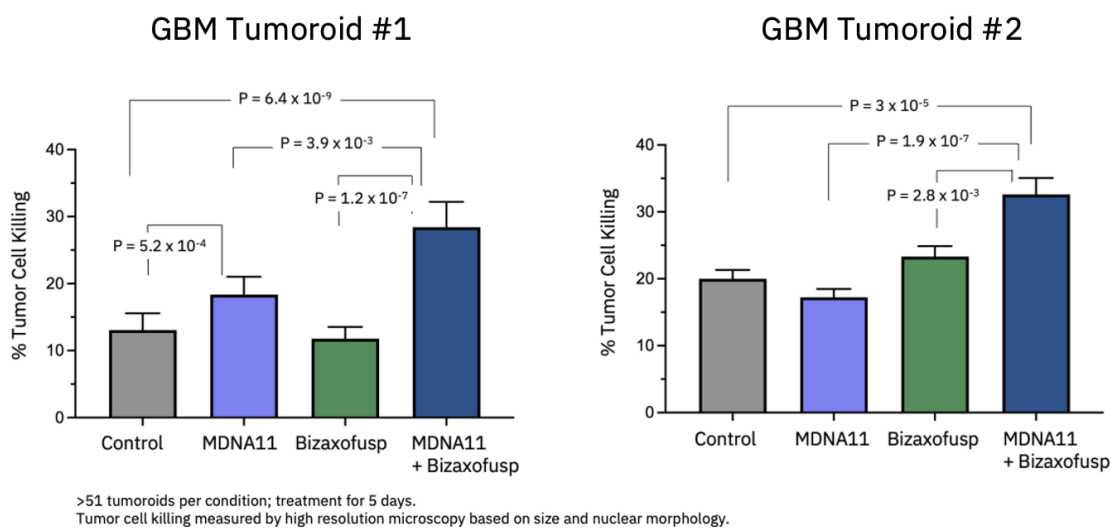 GBM Tumoroid #1
P = 6.4 x 10⁻⁹
P = 3.9 x 10⁻³
P = 1.2 x 10⁻⁷
P = 5.2 x 10⁻⁴
% Tumor Cell Killing
40
30
20
10
0
Control
MDNA11
Bizaxofusp
MDNA11
+ Bizaxofusp
GBM Tumoroid #2
P = 3 x 10⁻⁵
P = 1.9 x 10⁻⁷
P = 2.8 x 10⁻³
% Tumor Cell Killing
40
30
20
10
0
Control
MDNA11
Bizaxofusp
MDNA11
+ Bizaxofusp
>51 tumoroids per condition; treatment for 5 days.
Tumor cell killing measured by high resolution microscopy based on size and nuclear morphology.